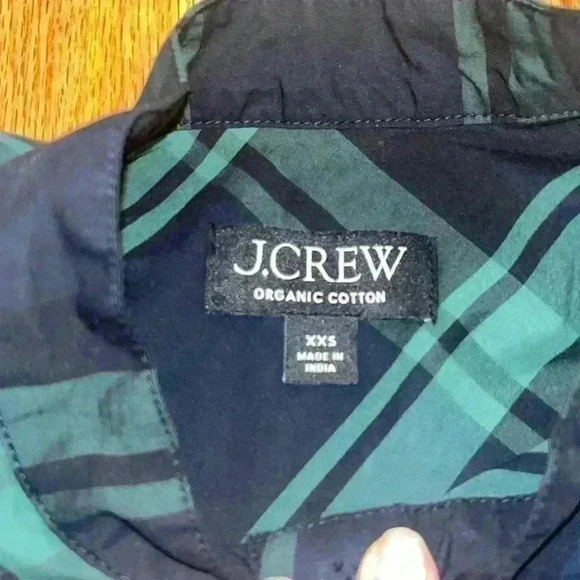 J.CREW
ORGANIC COTTON
XXS
MADE IN
INDIA